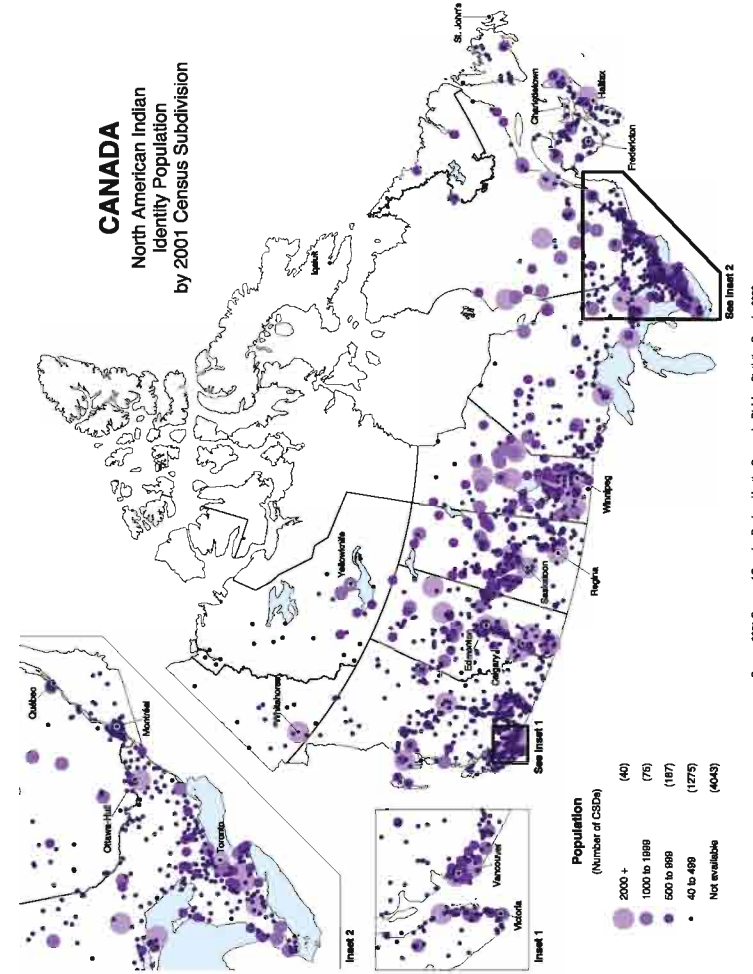 CANADA
North American Indian
Identity Population
by 2001 Census Subdivision
St. John's
Charlottetown
Halifax
Fredericton
Iqaluit
See Inset 2
Yellowknife
Whitehorse
Winnipeg
Regina
Saskatoon
Edmonton
Calgary
See Inset 1
Québec
Montréal
Ottawa-Hull
Toronto
Inset 2
Vancouver
Victoria
Inset 1
Population
(Number of CSDs)
2000 + (40)
1000 to 1999 (75)
500 to 999 (187)
40 to 499 (1275)
Not available (4043)